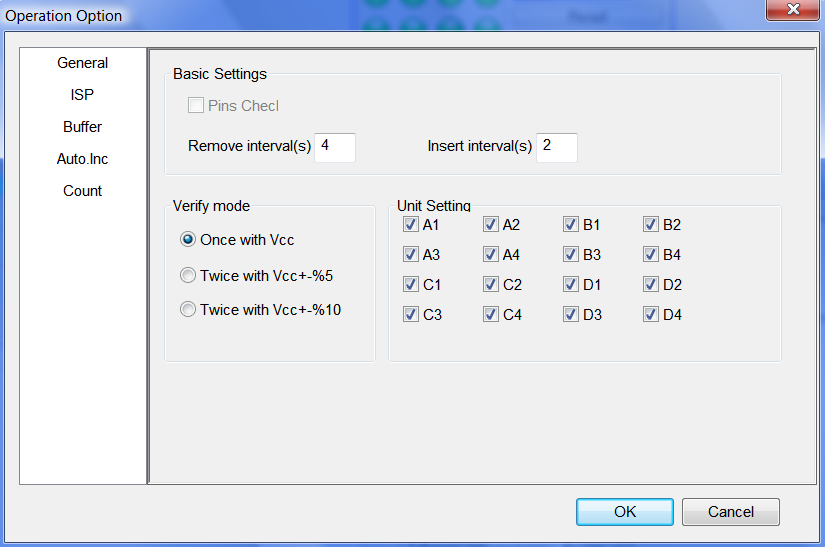 Operation Option
General
ISP
Buffer
Auto.Inc
Count
Basic Settings
Pins Checl
Remove interval(s) 4 Insert interval(s) 2
Verify mode
Once with Vcc
Twice with Vcc+-%5
Twice with Vcc+-%10
Unit Setting
A1 A2 B1 B2
A3 A4 B3 B4
C1 C2 D1 D2
C3 C4 D3 D4
OK Cancel